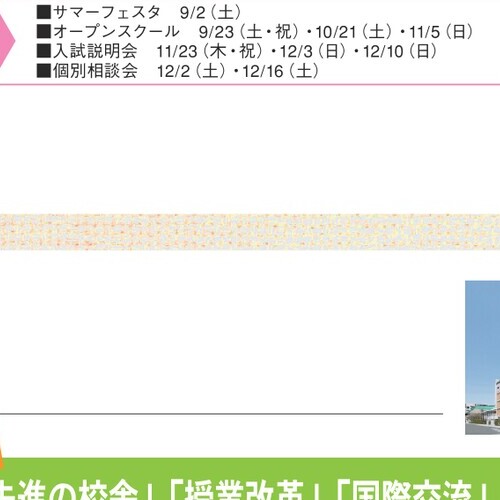 ■サマーフェスタ　9/2（土）
■オープンスクール　9/23（土・祝）・10/21（土）・11/5（日）
■入試説明会　11/23（木・祝）・12/3（日）・12/10（日）
■個別相談会　12/2（土）・12/16（土）
先進の校舎」「授業改革」「国際交流」